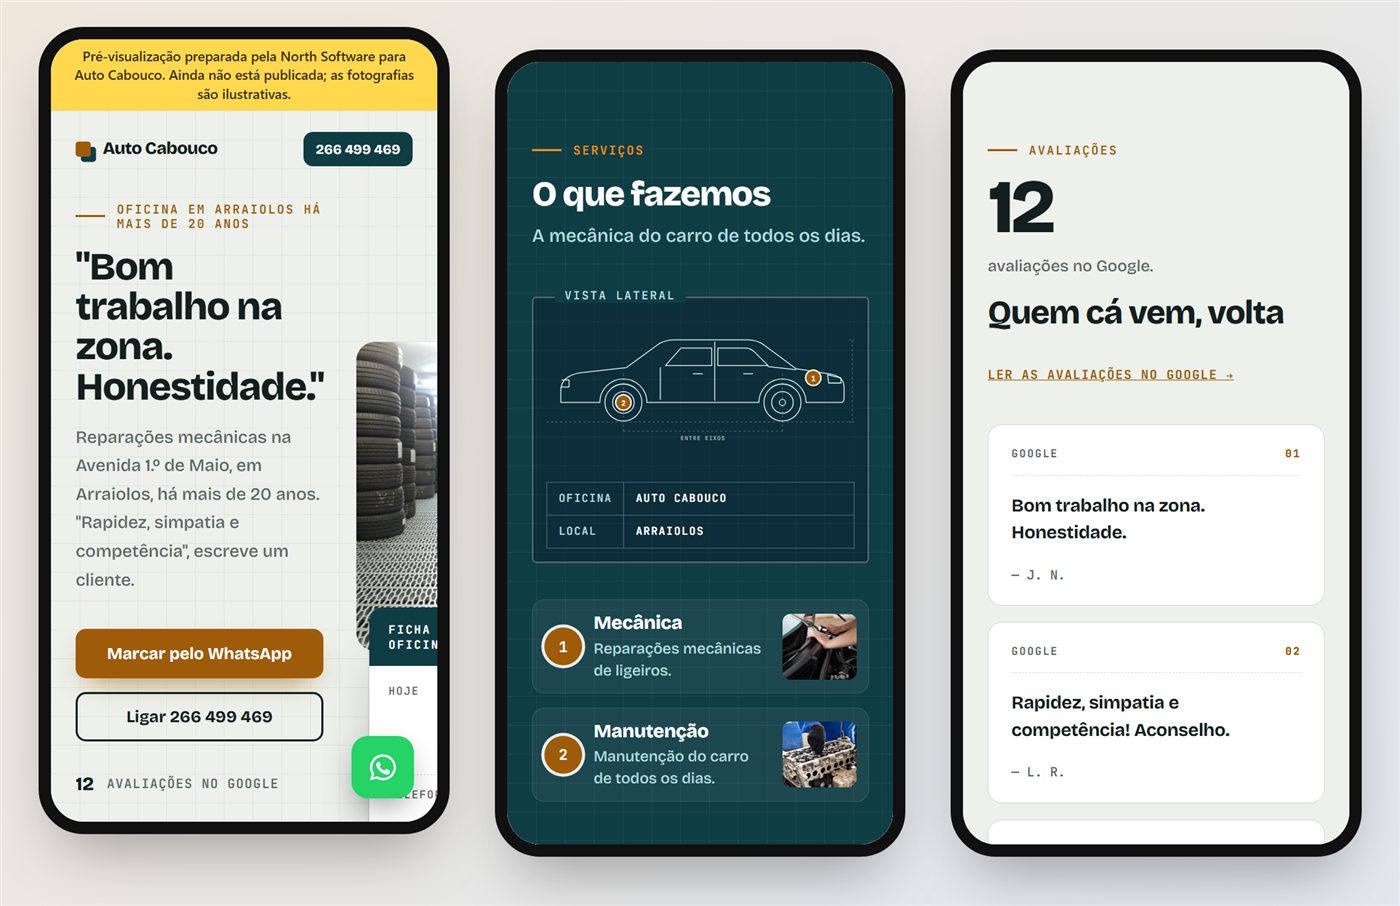 Pré-visualização preparada pela North Software para
Auto Cabouco. Ainda não está publicada; as fotografias
são ilustrativas.
Auto Cabouco
266 499 469
OFICINA EM ARRAIOLOS HÁ
MAIS DE 20 ANOS
"Bom
trabalho na
zona.
Honestidade."
Reparações mecânicas na
Avenida 1.º de Maio, em
Arraiolos, há mais de 20 anos.
"Rapidez, simpatia e
competência", escreve um
cliente.
Marcar pelo WhatsApp
Ligar 266 499 469
12 AVALIAÇÕES NO GOOGLE
FICHA
OFICIN
HOJE
LEFO
SERVIÇOS
O que fazemos
A mecânica do carro de todos os dias.
VISTA LATERAL
1
2
ENTRE EIXOS
OFICINA AUTO CABOUCO
LOCAL ARRAIOLOS
1
Mecânica
Reparações mecânicas
de ligeiros.
2
Manutenção
Manutenção do carro
de todos os dias.
AVALIAÇÕES
12
avaliações no Google.
Quem cá vem, volta
LER AS AVALIAÇÕES NO GOOGLE →
GOOGLE 01
Bom trabalho na zona.
Honestidade.
— J. N.
GOOGLE 02
Rapidez, simpatia e
competência! Aconselho.
— L. R.